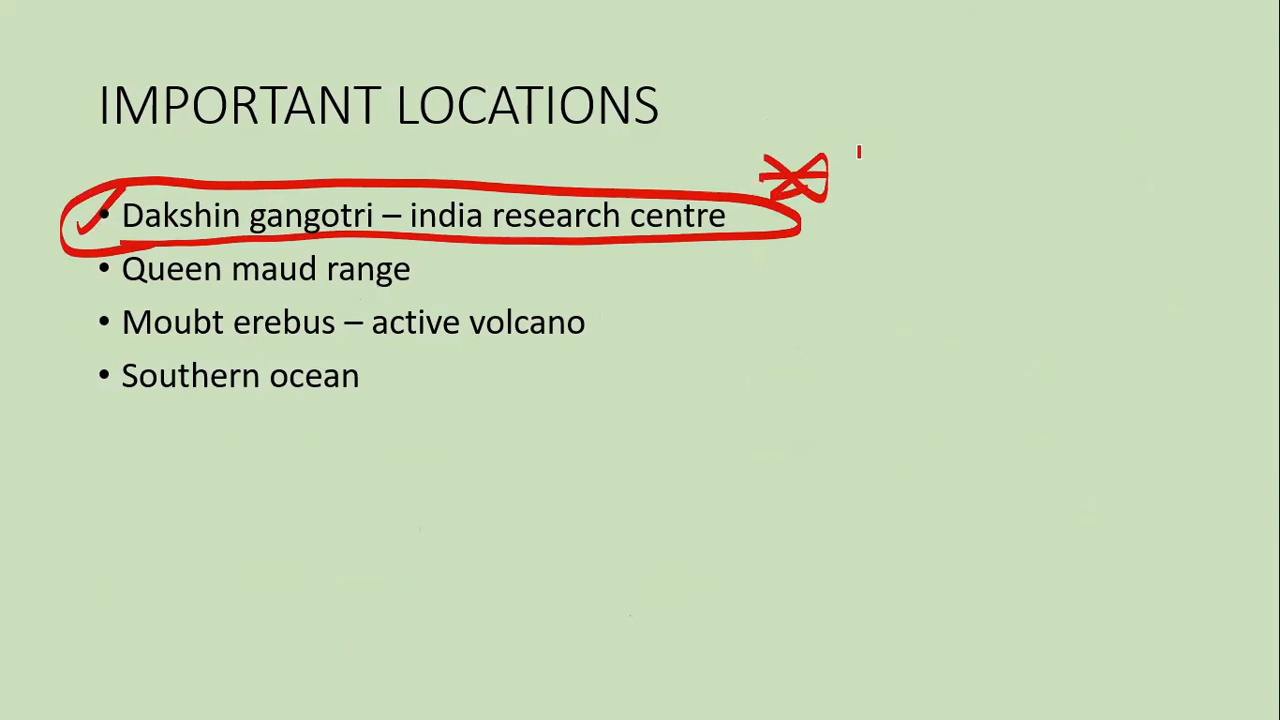 IMPORTANT LOCATIONS
• Dakshin gangotri – india research centre
• Queen maud range
• Moubt erebus – active volcano
• Southern ocean